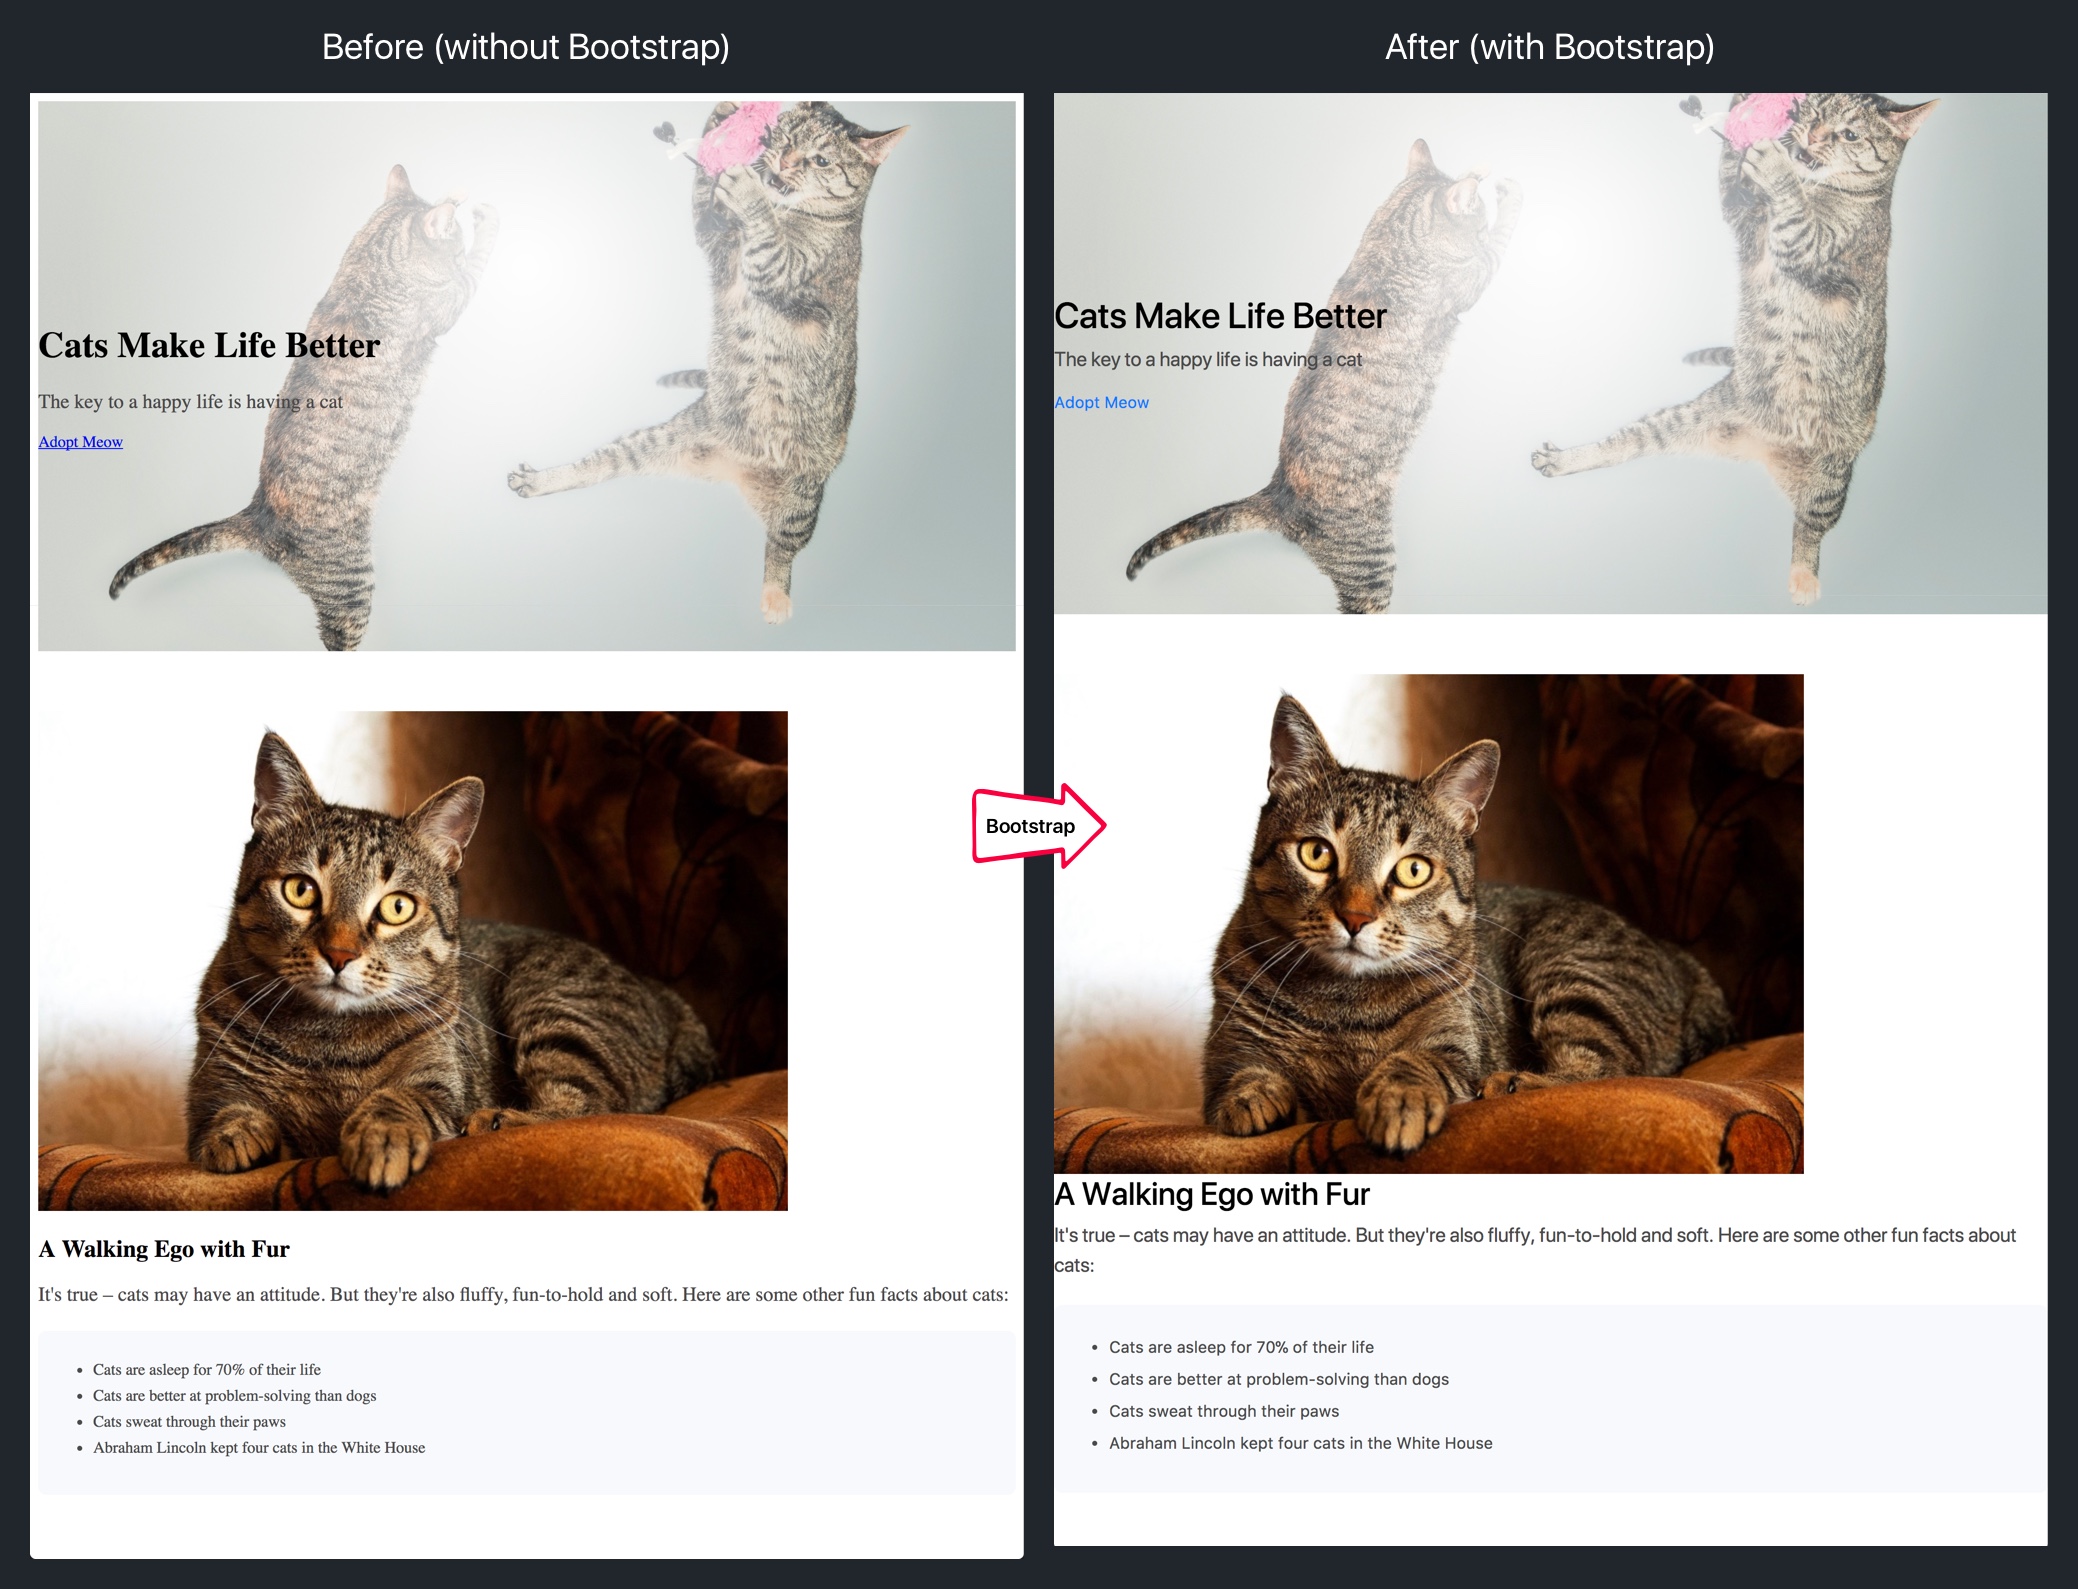 Before (without Bootstrap)
Cats Make Life Better
The key to a happy life is having a cat
Adopt Meow
A Walking Ego with Fur
It's true – cats may have an attitude. But they're also fluffy, fun-to-hold and soft. Here are some other fun facts about cats:
• Cats are asleep for 70% of their life
• Cats are better at problem-solving than dogs
• Cats sweat through their paws
• Abraham Lincoln kept four cats in the White House
Bootstrap
After (with Bootstrap)
Cats Make Life Better
The key to a happy life is having a cat
Adopt Meow
A Walking Ego with Fur
It's true – cats may have an attitude. But they're also fluffy, fun-to-hold and soft. Here are some other fun facts about
cats:
• Cats are asleep for 70% of their life
• Cats are better at problem-solving than dogs
• Cats sweat through their paws
• Abraham Lincoln kept four cats in the White House